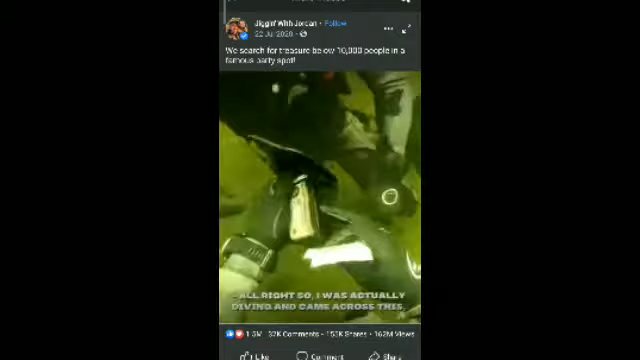 Jiggin' With Jordan · Follow
22 Jul 2020 ·
We search for treasure below 10,000 people in a
famous party spot!
- ALL RIGHT SO, I WAS ACTUALLY
DIVING AND CAME ACROSS THIS.
1.3M · 32K Comments · 153K Shares · 162M Views
Like
Comment
Share